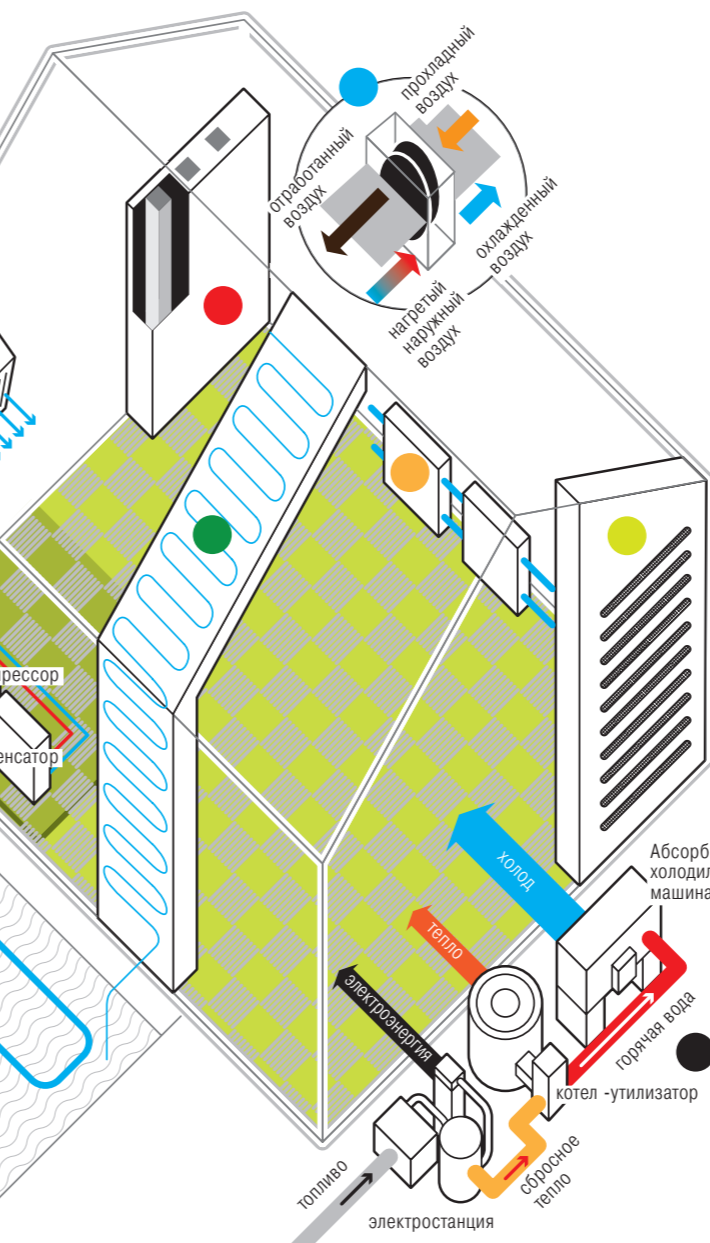 прохладный
воздух
отработанный
воздух
охлажденный
воздух
нагретый
наружный
воздух
рессор
енсатор
холод
Абсорб
холодил
машина
тепло
электроэнергия
горячая вода
котел -утилизатор
сбросное
тепло
топливо
электростанция